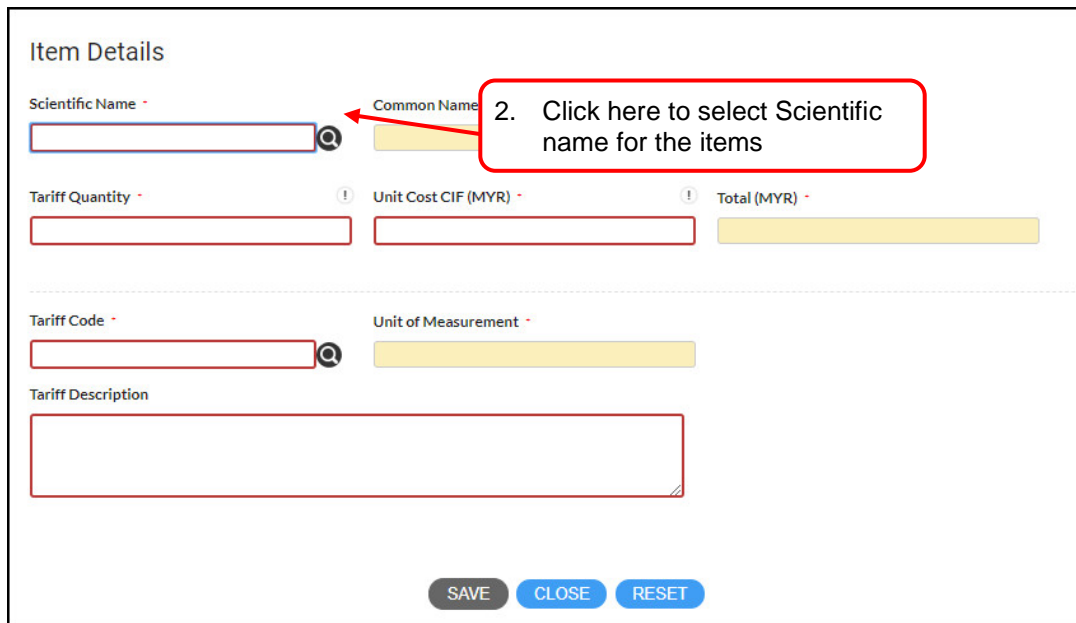 Item Details
Scientific Name -
Common Name
2. Click here to select Scientific
name for the items
Tariff Quantity -
!
Unit Cost CIF (MYR) -
!
Total (MYR) -
Tariff Code -
Unit of Measurement -
Tariff Description
SAVE
CLOSE
RESET